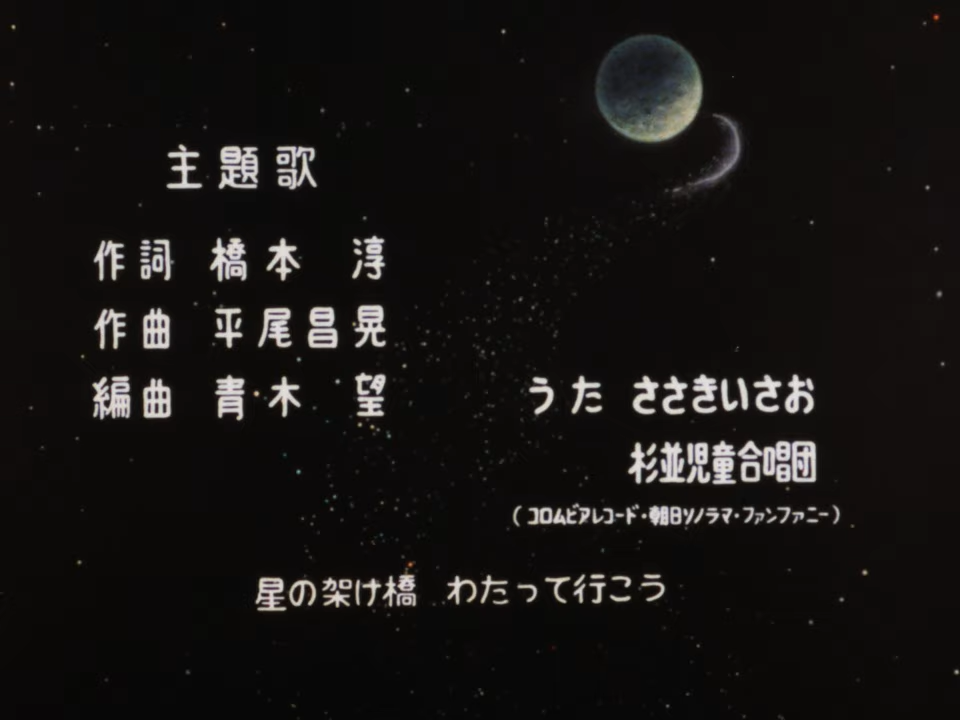 主題歌
作詞 橋本 淳
作曲 平尾昌晃
編曲 青木 望
うた ささきいさお
杉並児童合唱団
(コロムビアレコード・朝日ソノラマ・ファンファニー)
星の架け橋 わたって行こう